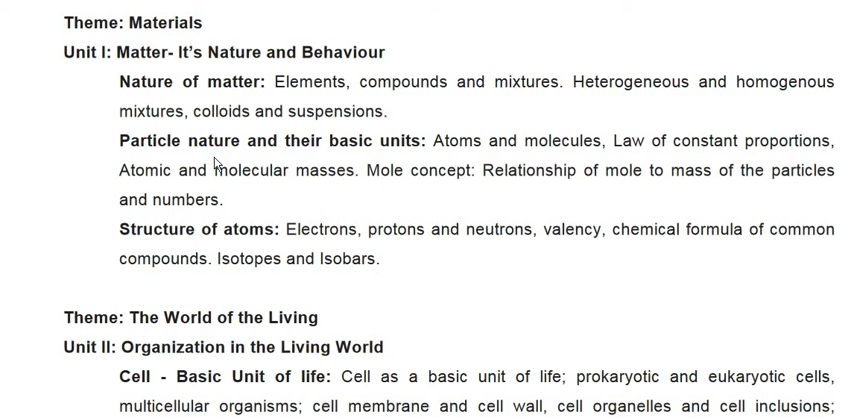 Theme: Materials
Unit I: Matter- It's Nature and Behaviour
Nature of matter: Elements, compounds and mixtures. Heterogeneous and homogenous
mixtures, colloids and suspensions.
Particle nature and their basic units: Atoms and molecules, Law of constant proportions,
Atomic and molecular masses. Mole concept: Relationship of mole to mass of the particles
and numbers.
Structure of atoms: Electrons, protons and neutrons, valency, chemical formula of common
compounds. Isotopes and Isobars.
Theme: The World of the Living
Unit II: Organization in the Living World
Cell - Basic Unit of life: Cell as a basic unit of life; prokaryotic and eukaryotic cells,
multicellular organisms; cell membrane and cell wall, cell organelles and cell inclusions;